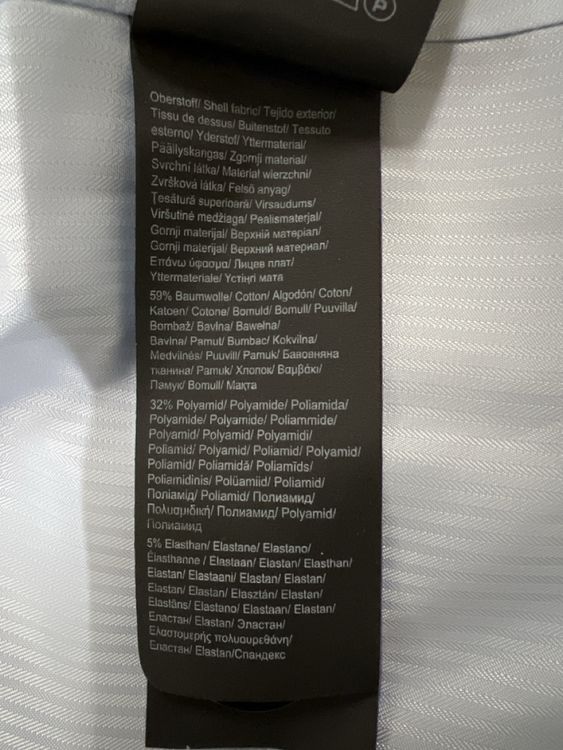 P
Oberstoff/ Shell fabric/ Tejido exterior/
Tissu de dessus/ Buitenstof/ Tessuto
esterno/ Yderstof/ Yttermaterial/
Päällyskangas/ Zgornji material/
Svrchní látka/ Materiał wierzchni/
Zvršková látka/ Felső anyag/
Ţesătură superioară/ Virsaudums/
Viršutinė medžiaga/ Pealismaterjal/
Gornji materijal/ Верхній матеріал/
Gornji materijal/ Верхний материал/
Επάνω ύφασμα/ Лицев плат/
Yttermateriale/ Үстіңгі мата
59% Baumwolle/ Cotton/ Algodón/ Coton/
Katoen/ Cotone/ Bomuld/ Bomull/ Puuvilla/
Bombaž/ Bavlna/ Bawełna/
Bavlna/ Pamut/ Bumbac/ Kokvilna/
Medvilnės/ Puuvill/ Pamuk/ Бавовняна
тканина/ Pamuk/ Хлопок/ Βαμβάκι/
Памук/ Bomull/ Мақта
32% Polyamid/ Polyamide/ Poliamida/
Polyamide/ Polyamide/ Poliammide/
Polyamid/ Polyamid/ Polyamidi/
Poliamid/ Polyamid/ Poliamid/ Polyamid/
Poliamid/ Poliamidă/ Poliamīds/
Poliamidinis/ Polüamiid/ Poliamid/
Поліамід/ Poliamid/ Полиамид/
Πολυαμιδική/ Полиамид/ Polyamid/
Полиамид
5% Elasthan/ Elastane/ Elastano/
Élasthanne / Elastaan/ Elastan/ Elasthan/
Elastan/ Elastaani/ Elastan/ Elastan/
Elastan/ Elastan/ Elasztán/ Elastan/
Elastāns/ Elastano/ Elastaan/ Elastan/
Еластан/ Elastan/ Эластан/
Ελαστομερής πολυουρεθάνη/
Еластан/ Elastan/Спандекс